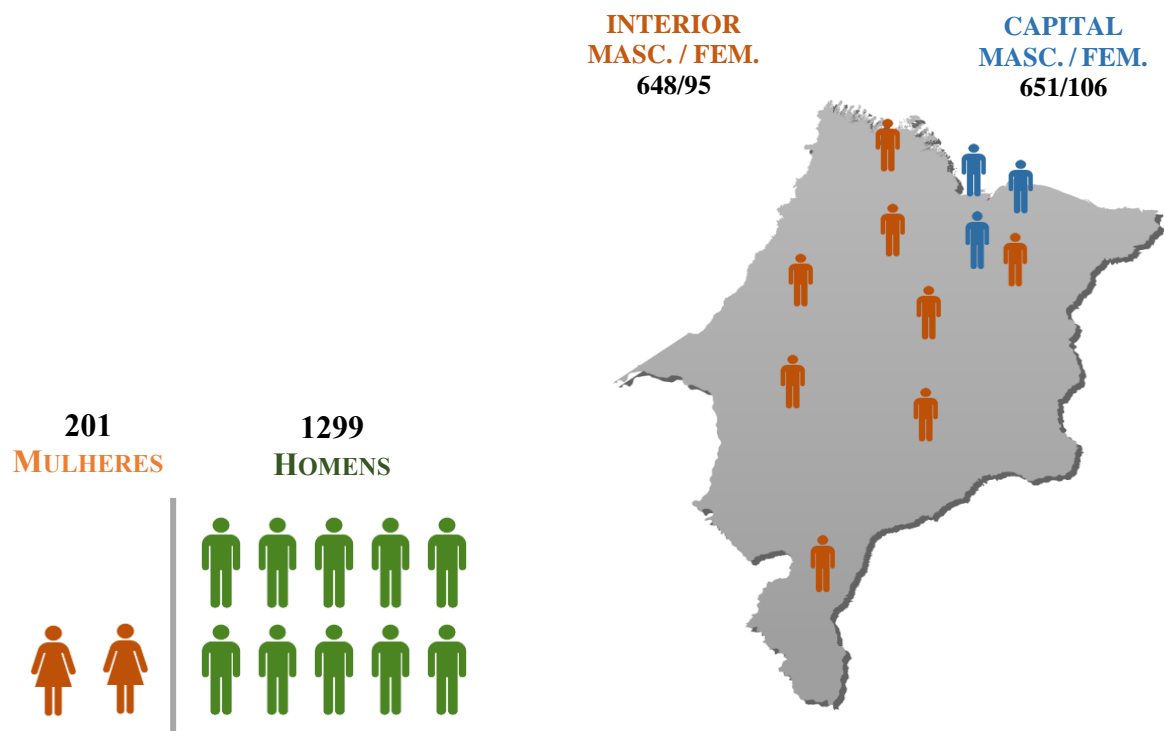 INTERIOR
MASC. / FEM.
648/95
CAPITAL
MASC. / FEM.
651/106
201
MULHERES
1299
HOMENS